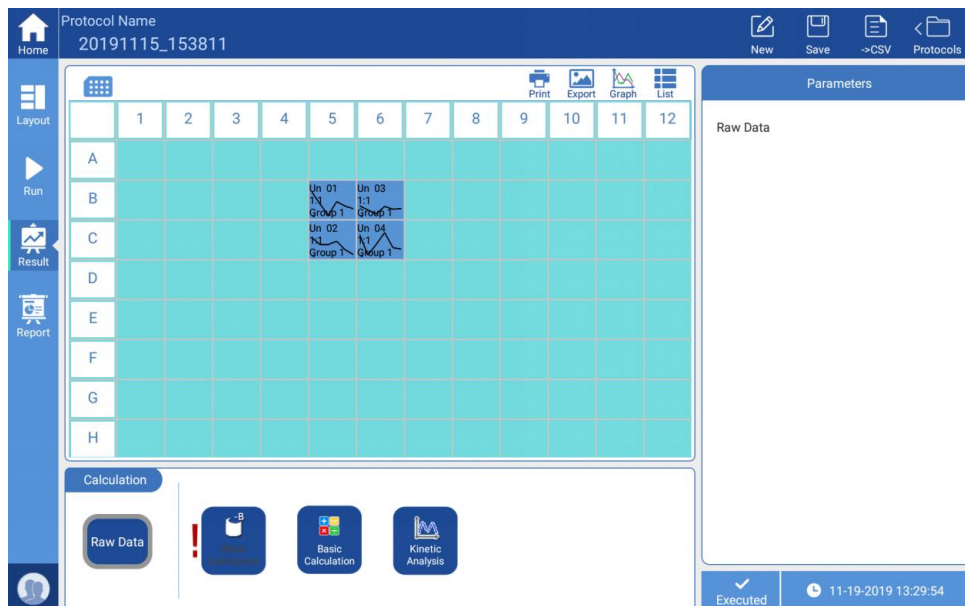 Protocol Name
20191115_153811
Home
New
Save
->CSV
Protocols
Layout
Run
Result
Report
Print
Export
Graph
List
1 2 3 4 5 6 7 8 9 10 11 12
A
B
C
D
E
F
G
H
Un 01
1:1
Group 1
Un 03
1:1
Group 1
Un 02
1:1
Group 1
Un 04
1:1
Group 1
Parameters
Raw Data
Calculation
Raw Data
!
-B
Basic
Calculation
Kinetic
Analysis
Executed
11-19-2019 13:29:54